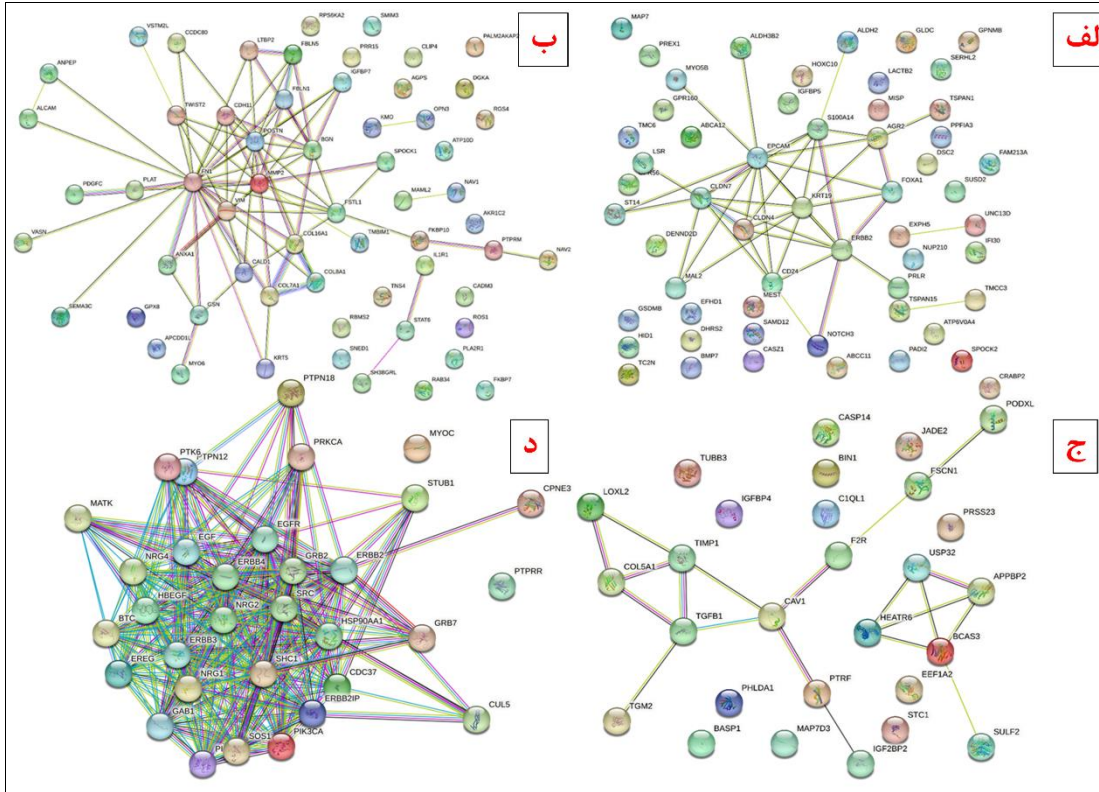 الف
MAP7
PREX1
ALDH3B2
ALDH2
GLDC
GPNMB
MYO5B
HOXC10
SERHL2
LACTB2
IGFBP5
GPR160
MISP
TSPAN1
S100A14
AGR2
TMC6
ABCA12
PPFIA3
EPCAM
DSC2
LSR
FAM213A
CLDN7
KRT19
FOXA1
SUSD2
ST14
CLDN4
EXPH5
UNC13D
DENND2D
ERBB2
NUP210
IFI30
MAL2
CD24
PRLR
TSPAN15
TMCC3
MEST
EFHD1
GSDMB
SAMD12
NOTCH3
ATP6V0A4
HID1
DHRS2
CASZ1
PADI2
SPOCK2
TC2N
BMP7
ABCC11
CRABP2
ب
VSTM2L
CCDC80
LTBP2
FBLN5
RPS6KA2
SMIM3
PALM2AKAP2
PRR15
CLIP4
ANPEP
IGFBP7
AGPS
DGKA
TWIST2
CDH11
FBLN1
ALCAM
POSTN
KMO
OPN3
BGN
ATP10D
FN1
MMP2
SPOCK1
PDGFC
PLAT
MAML2
NAV1
VIM
FSTL1
AKR1C2
VASN
COL16A1
TMBIM1
FKBP10
PTPRM
ANXA1
CALD1
IL1R1
NAV2
COL8A1
COL7A1
SEMA3C
GSN
TNS4
CADM3
GPX8
STAT6
ROS1
RBMS2
APCDD1L
SNED1
PLA2R1
MYO6
KRT5
SH3BGRL
RAB34
FKBP7
ج
PODXL
CASP14
JADE2
TUBB3
BIN1
FSCN1
LOXL2
IGFBP4
C1QL1
PRSS23
TIMP1
F2R
USP32
COL5A1
APPBP2
CAV1
TGFB1
HEATR6
BCAS3
EEF1A2
PHLDA1
PTRF
TGM2
STC1
BASP1
MAP7D3
SULF2
IGF2BP2
د
PTPN18
MYOC
PRKCA
PTK6
PTPN12
STUB1
CPNE3
MATK
EGFR
EGF
GRB2
ERBB2
NRG4
ERBB4
PTPRR
HBEGF
SRC
NRG2
BTC
HSP90AA1
GRB7
ERBB3
EREG
SHC1
CDC37
NRG1
ERBB2IP
CUL5
GAB1
SOS1
PIK3CA